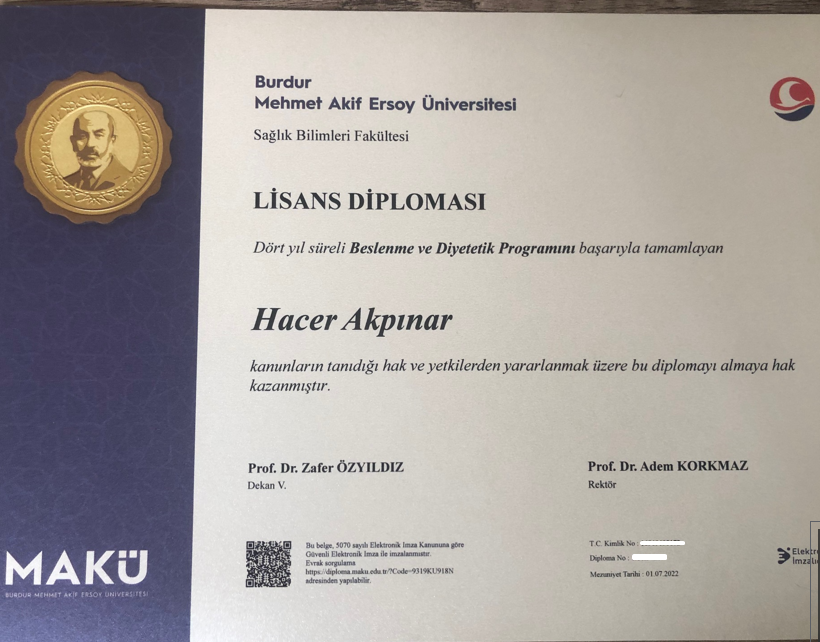 Burdur
Mehmet Akif Ersoy Üniversitesi
Sağlık Bilimleri Fakültesi
LİSANS DİPLOMASI
Dört yıl süreli Beslenme ve Diyetetik Programını başarıyla tamamlayan
Hacer Akpınar
kanunların tanıdığı hak ve yetkilerden yararlanmak üzere bu diplomayı almaya hak
kazanmıştır.
Prof. Dr. Zafer ÖZYILDIZ
Dekan V.
Prof. Dr. Adem KORKMAZ
Rektör
Bu belge, 5070 sayılı Elektronik İmza Kanununa göre
Güvenli Elektronik İmza ile imzalanmıştır.
Evrak sorgulama
https://diploma.maku.edu.tr/?Code=9319KU918N
adresinden yapılabilir.
T.C. Kimlik No :
Diploma No :
Mezuniyet Tarihi : 01.07.2022
MAKÜ
BURDUR MEHMET AKİF ERSOY ÜNİVERSİTESİ